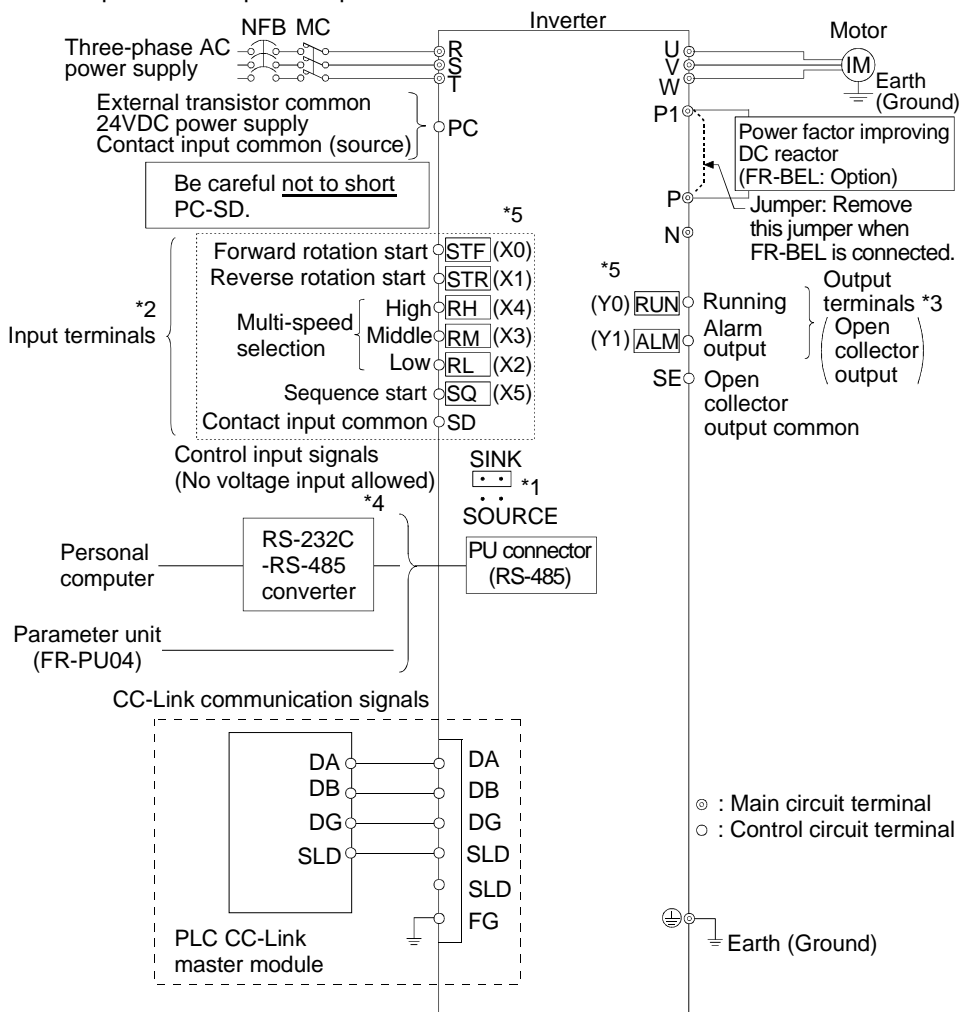 Inverter
NFB MC
Three-phase AC
power supply
R
S
T
External transistor common
24VDC power supply
Contact input common (source)
PC
Be careful not to short
PC-SD.
*5
*2
Input terminals
Forward rotation start STF (X0)
Reverse rotation start STR (X1)
Multi-speed
selection
High RH (X4)
Middle RM (X3)
Low RL (X2)
Sequence start SQ (X5)
Contact input common SD
Control input signals
(No voltage input allowed)
SINK
*1
SOURCE
*4
Personal
computer
RS-232C
-RS-485
converter
PU connector
(RS-485)
Parameter unit
(FR-PU04)
CC-Link communication signals
DA DA
DB DB
DG DG
SLD SLD
SLD
FG
PLC CC-Link
master module
U
V
W
Motor
IM
Earth
(Ground)
P1
Power factor improving
DC reactor
(FR-BEL: Option)
P
Jumper: Remove
this jumper when
FR-BEL is connected.
N
*5
(Y0) RUN Running
(Y1) ALM Alarm
output
SE Open
collector
output common
Output
terminals *3
Open
collector
output
: Main circuit terminal
: Control circuit terminal
Earth (Ground)